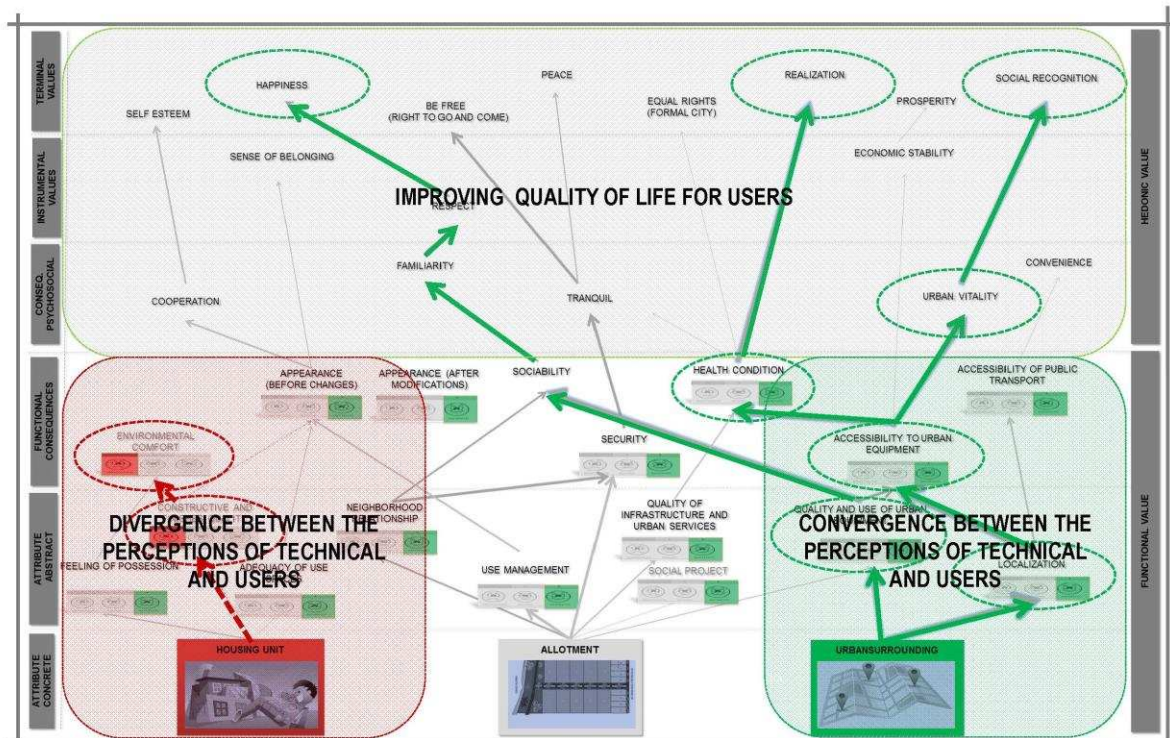 TERMINAL
VALUES
INSTRUMENTAL
VALUES
CONSEQ.
PSYCHOSOCIAL
FUNCTIONAL
CONSEQUENCES
ATTRIBUTE
ABSTRACT
ATTRIBUTE
CONCRETE
HEDONIC VALUE
FUNCTIONAL VALUE
PEACE
HAPPINESS
REALIZATION
SOCIAL RECOGNITION
SELF ESTEEM
BE FREE
(RIGHT TO GO AND COME)
EQUAL RIGHTS
(FORMAL CITY)
PROSPERITY
SENSE OF BELONGING
ECONOMIC STABILITY
IMPROVING QUALITY OF LIFE FOR USERS
RESPECT
FAMILIARITY
CONVENIENCE
COOPERATION
TRANQUIL
URBAN VITALITY
APPEARANCE
(BEFORE CHANGES)
APPEARANCE (AFTER
MODIFICATIONS)
SOCIABILITY
HEALTH CONDITION
ACCESSIBILITY OF PUBLIC
TRANSPORT
ENVIRONMENTAL
COMFORT
SECURITY
ACCESSIBILITY TO URBAN
EQUIPMENT
CONSTRUCTIVE AND
NEIGHBORHOOD
RELATIONSHIP
QUALITY OF
INFRASTRUCTURE AND
URBAN SERVICES
QUALITY AND USE OF URBAN
DIVERGENCE BETWEEN THE
PERCEPTIONS OF TECHNICAL
AND USERS
CONVERGENCE BETWEEN THE
PERCEPTIONS OF TECHNICAL
AND USERS
FEELING OF POSSESSION
ADEQUACY OF USE
USE MANAGEMENT
SOCIAL PROJECT
LOCALIZATION
HOUSING UNIT
ALLOTMENT
URBANSURROUNDING